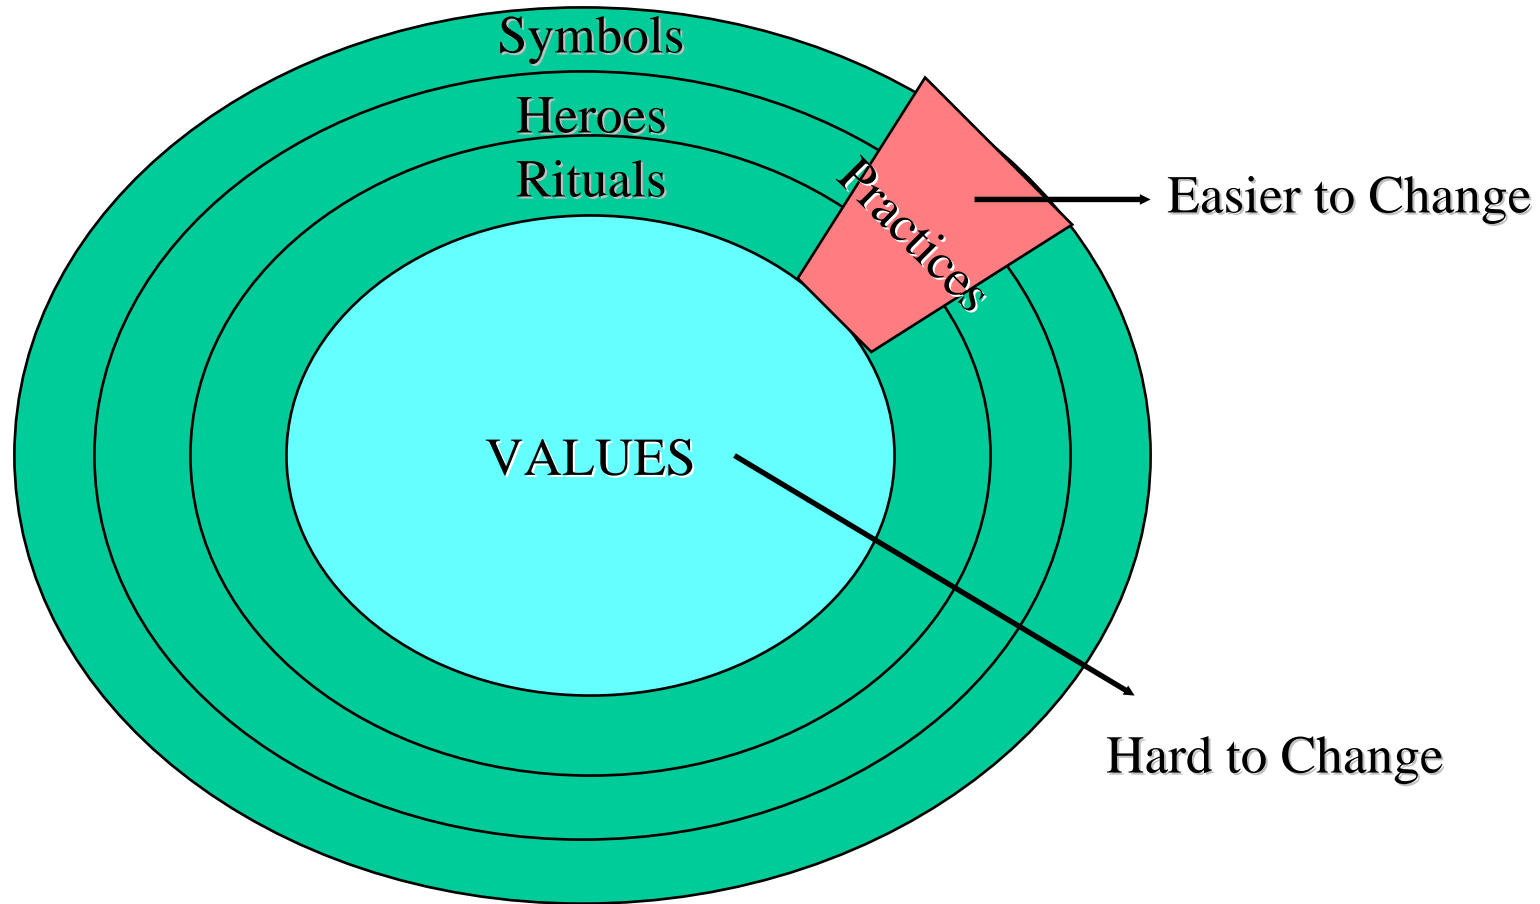 Symbols
Heroes
Rituals
Practices
Easier to Change
VALUES
Hard to Change